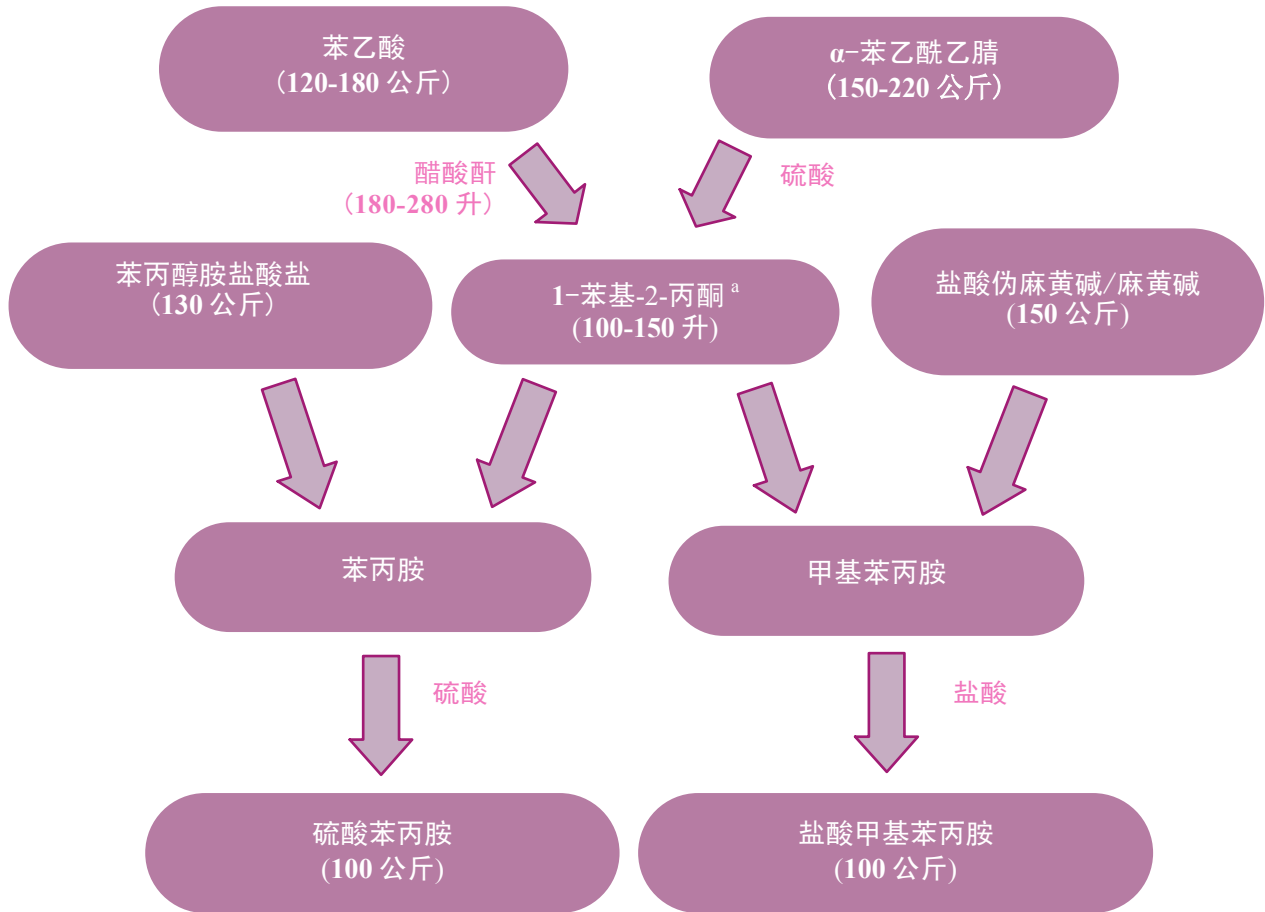 苯乙酸
(120-180 公斤)
α-苯乙酰乙腈
(150-220 公斤)
醋酸酐
(180-280 升)
硫酸
苯丙醇胺盐酸盐
(130 公斤)
1-苯基-2-丙酮 a
(100-150 升)
盐酸伪麻黄碱/麻黄碱
(150 公斤)
苯丙胺
甲基苯丙胺
硫酸
盐酸
硫酸苯丙胺
(100 公斤)
盐酸甲基苯丙胺
(100 公斤)